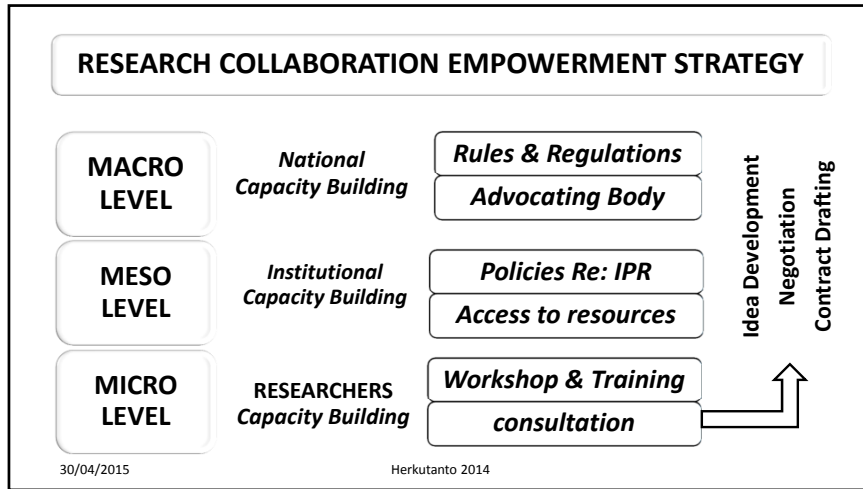 RESEARCH COLLABORATION EMPOWERMENT STRATEGY
MACRO
LEVEL
National
Capacity Building
Rules & Regulations
Advocating Body
MESO
LEVEL
Institutional
Capacity Building
Policies Re: IPR
Access to resources
MICRO
LEVEL
RESEARCHERS
Capacity Building
Workshop & Training
consultation
Idea Development
Negotiation
Contract Drafting
30/04/2015
Herkutanto 2014